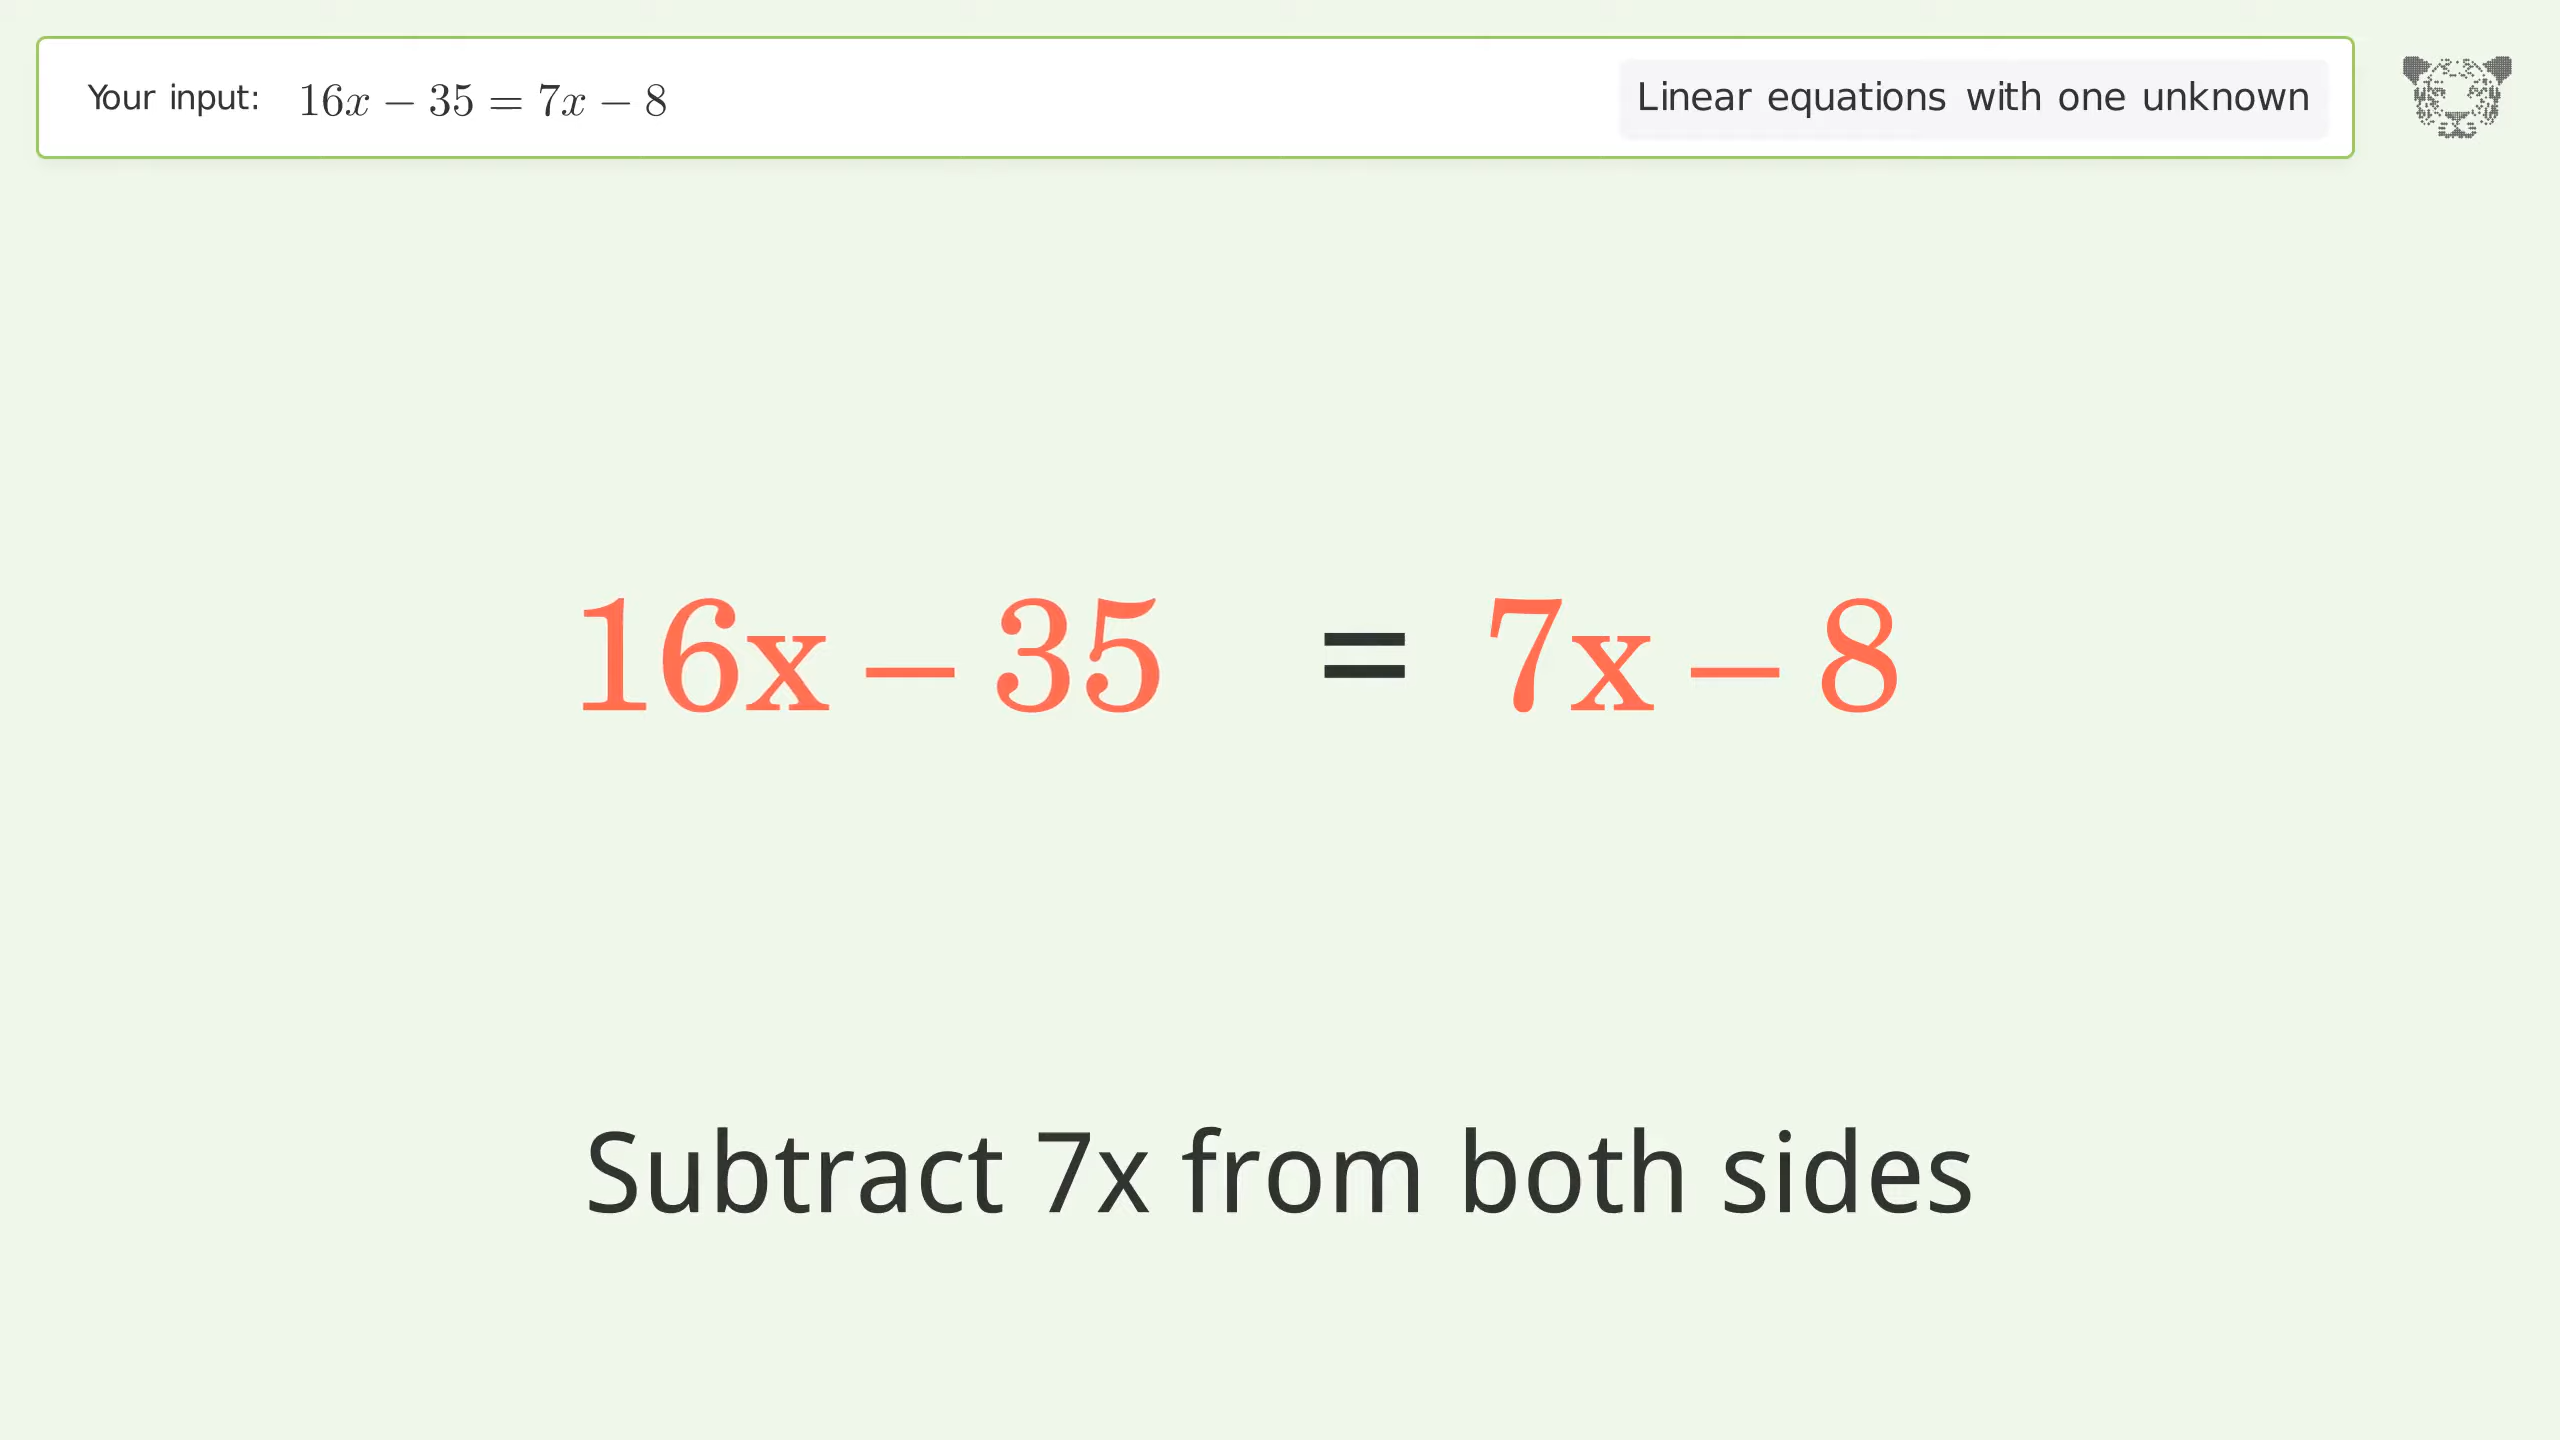 Your input: 16x − 35 = 7x − 8
Linear equations with one unknown
16x − 35 = 7x − 8
Subtract 7x from both sides